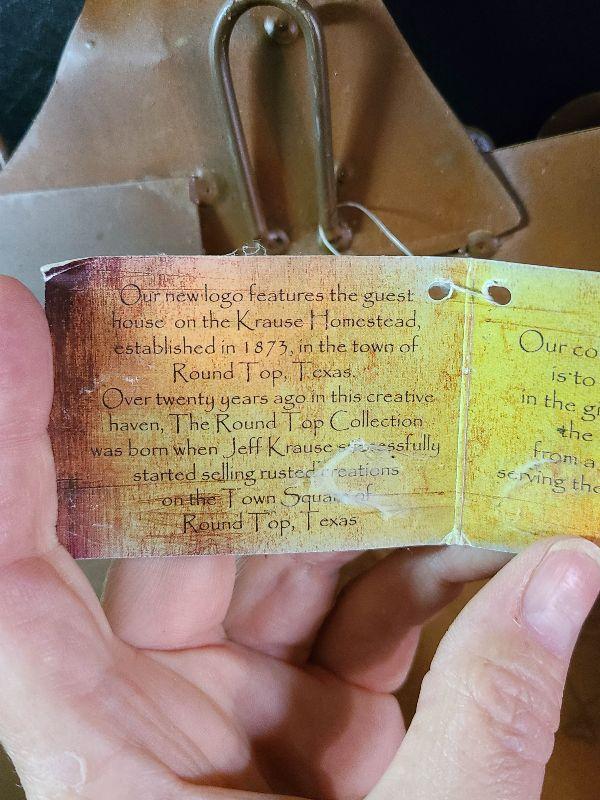 Our new logo features the guest
house on the Krause Homestead,
established in 1873, in the town of
Round Top, Texas.
Over twenty years ago in this creative
haven, The Round Top Collection
was born when Jeff Krause successfully
started selling rusted creations
on the Town Square of
Round Top, Texas
Our co
is to
in the gi
the
from a
serving the